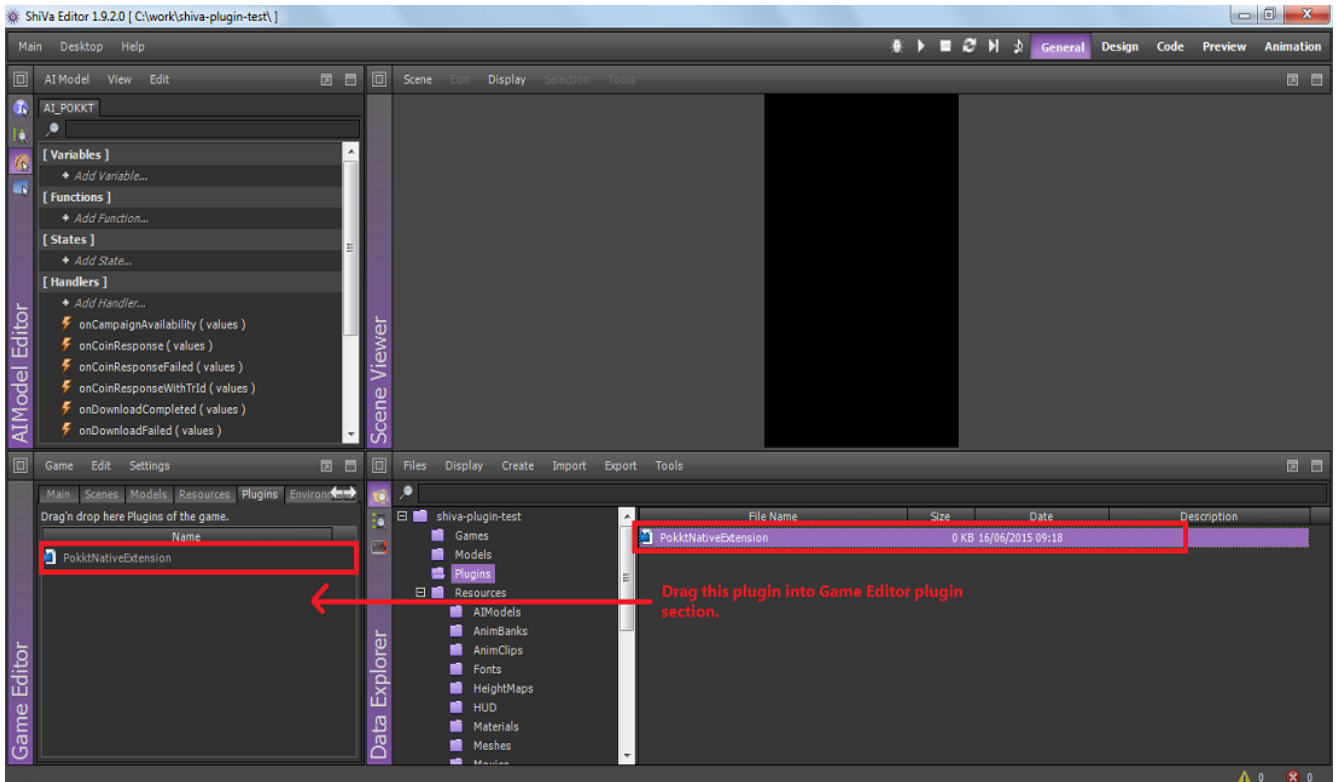 ShiVa Editor 1.9.2.0 [ C:\work\shiva-plugin-test\ ]
Main Desktop Help
General Design Code Preview Animation
AI Model View Edit
AI_POKKT
[ Variables ]
Add Variable...
[ Functions ]
Add Function...
[ States ]
Add State...
[ Handlers ]
Add Handler...
onCampaignAvailability ( values )
onCoinResponse ( values )
onCoinResponseFailed ( values )
onCoinResponseWithTrId ( values )
onDownloadCompleted ( values )
onDownloadFailed ( values )
AIModel Editor
Scene Edit Display Selection Tools
Scene Viewer
Game Edit Settings
Main Scenes Models Resources Plugins Environ
Drag'n drop here Plugins of the game.
Name
PokktNativeExtension
Game Editor
Files Display Create Import Export Tools
shiva-plugin-test
Games
Models
Plugins
Resources
AIModels
AnimBanks
AnimClips
Fonts
HeightMaps
HUD
Materials
Meshes
Movies
Data Explorer
File Name Size Date Description
PokktNativeExtension 0 KB 16/06/2015 09:18
Drag this plugin into Game Editor plugin
section.
0 0